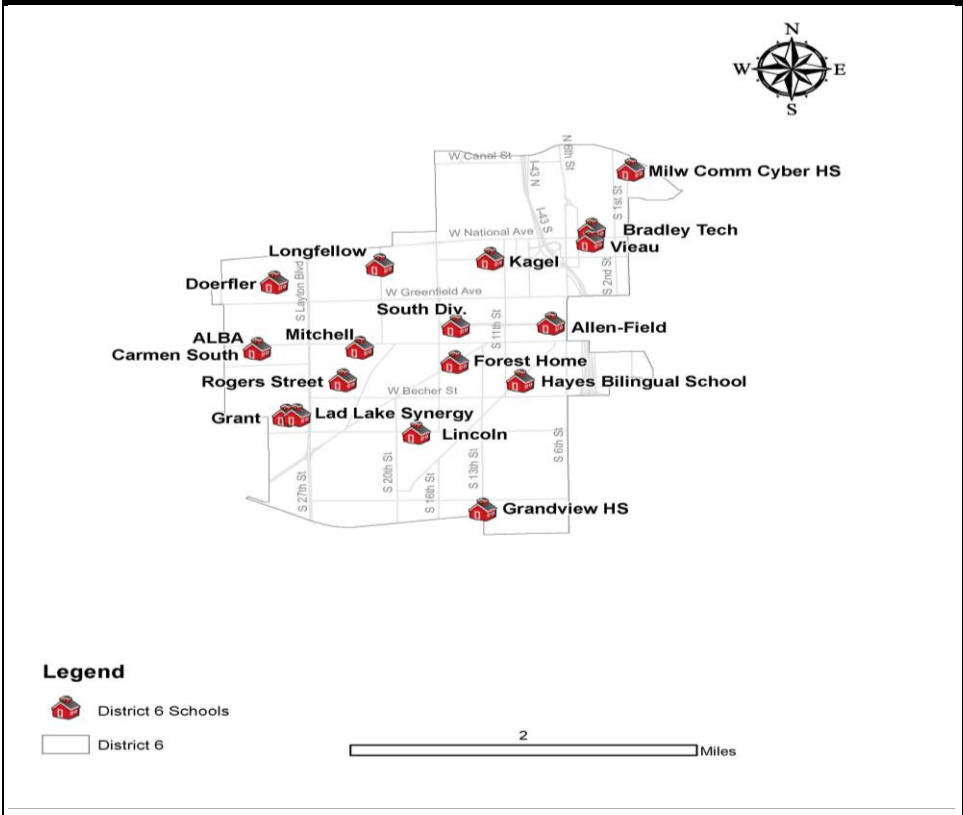 N
W E
S
W Canal St
N 6th St
I-43 N
Milw Comm Cyber HS
S 1st St
I-43 S
W National Ave
Bradley Tech
Vieau
Longfellow
Kagel
Doerfler
S Layton Blvd
S 2nd St
W Greenfield Ave
South Div.
S 11th St
Allen-Field
ALBA
Carmen South
Mitchell
Forest Home
Rogers Street
Hayes Bilingual School
W Becher St
Grant
Lad Lake Synergy
Lincoln
S 6th St
S 27th St
S 20th St
S 16th St
S 13th St
Grandview HS
Legend
District 6 Schools
District 6
2
Miles